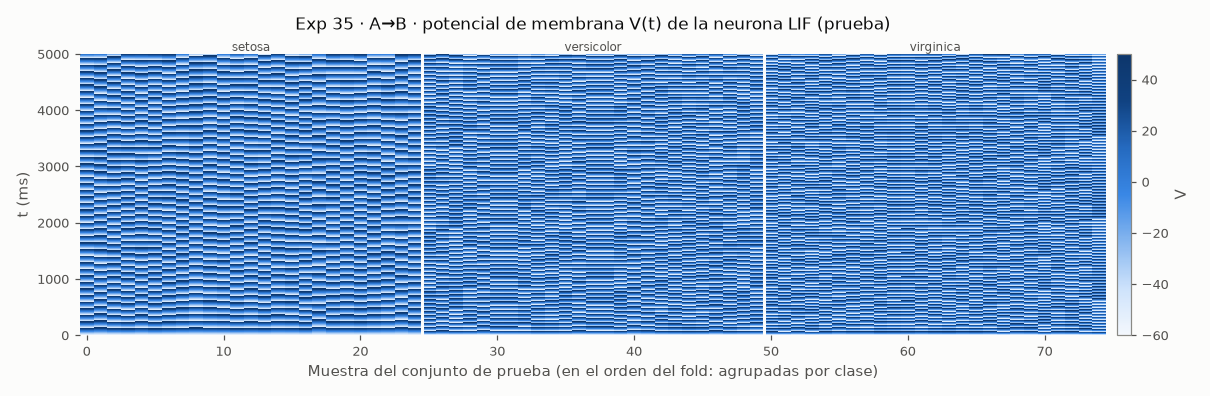 Exp 35 · A→B · potencial de membrana V(t) de la neurona LIF (prueba)
setosa versicolor virginica
5000
4000
3000
2000
1000
0
t (ms)
0 10 20 30 40 50 60 70
Muestra del conjunto de prueba (en el orden del fold: agrupadas por clase)
40
20
0
−20
−40
−60
V